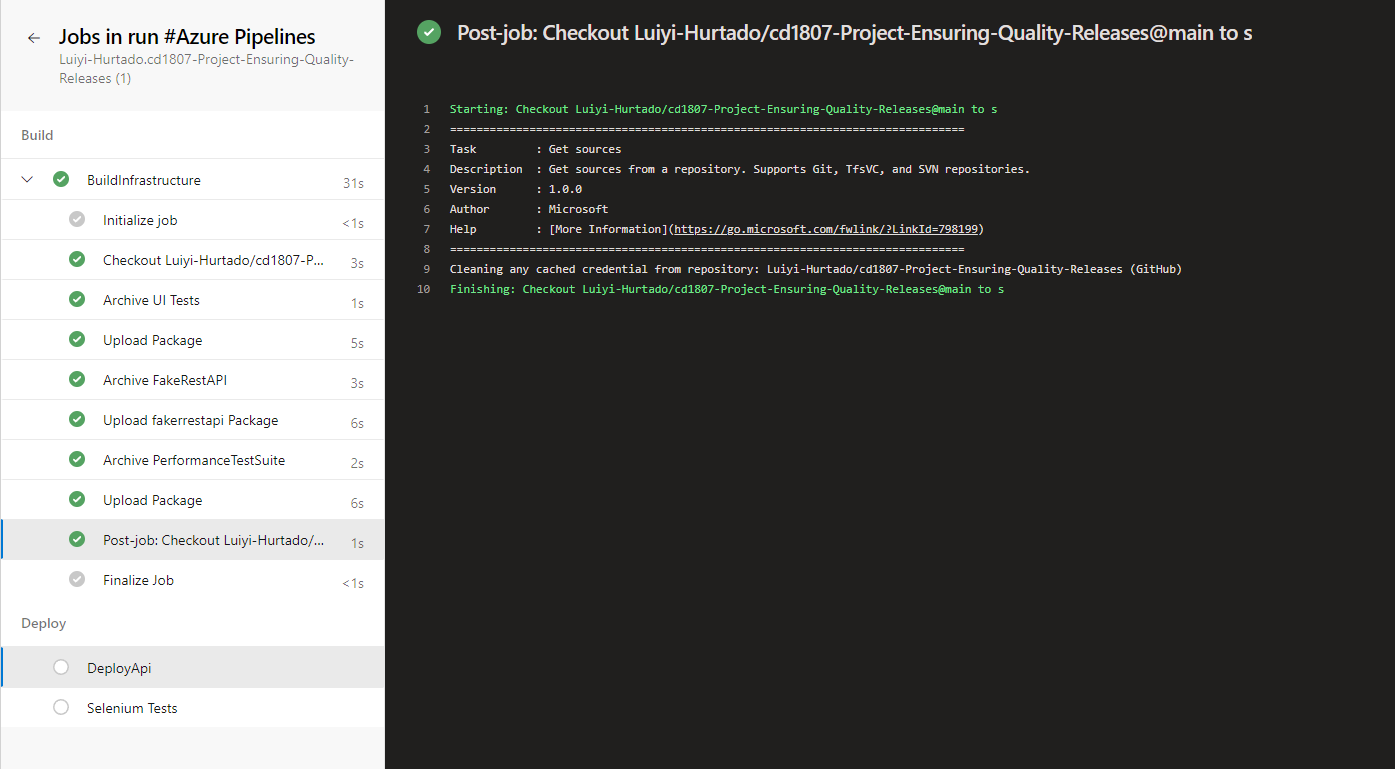 Jobs in run #Azure Pipelines
Luiyi-Hurtado.cd1807-Project-Ensuring-Quality-
Releases (1)
Build
BuildInfrastructure 31s
Initialize job <1s
Checkout Luiyi-Hurtado/cd1807-P... 3s
Archive UI Tests 1s
Upload Package 5s
Archive FakeRestAPI 3s
Upload fakerrestapi Package 6s
Archive PerformanceTestSuite 2s
Upload Package 6s
Post-job: Checkout Luiyi-Hurtado/... 1s
Finalize Job <1s
Deploy
DeployApi
Selenium Tests
Post-job: Checkout Luiyi-Hurtado/cd1807-Project-Ensuring-Quality-Releases@main to s
1 Starting: Checkout Luiyi-Hurtado/cd1807-Project-Ensuring-Quality-Releases@main to s
2 ==============================================================================
3 Task         : Get sources
4 Description  : Get sources from a repository. Supports Git, TfsVC, and SVN repositories.
5 Version      : 1.0.0
6 Author       : Microsoft
7 Help         : [More Information](https://go.microsoft.com/fwlink/?LinkId=798199)
8 ==============================================================================
9 Cleaning any cached credential from repository: Luiyi-Hurtado/cd1807-Project-Ensuring-Quality-Releases (GitHub)
10 Finishing: Checkout Luiyi-Hurtado/cd1807-Project-Ensuring-Quality-Releases@main to s